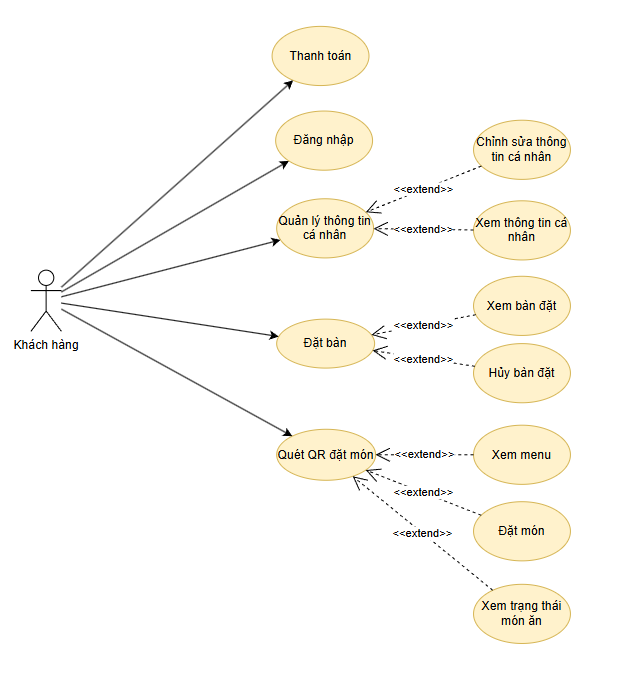 Thanh toán
Đăng nhập
Chỉnh sửa thông
tin cá nhân
<<extend>>
Quản lý thông tin
cá nhân
<<extend>>
Xem thông tin cá
nhân
Khách hàng
Đặt bàn
<<extend>>
Xem bàn đặt
<<extend>>
Hủy bàn đặt
Quét QR đặt món
<<extend>>
Xem menu
<<extend>>
Đặt món
<<extend>>
Xem trạng thái
món ăn